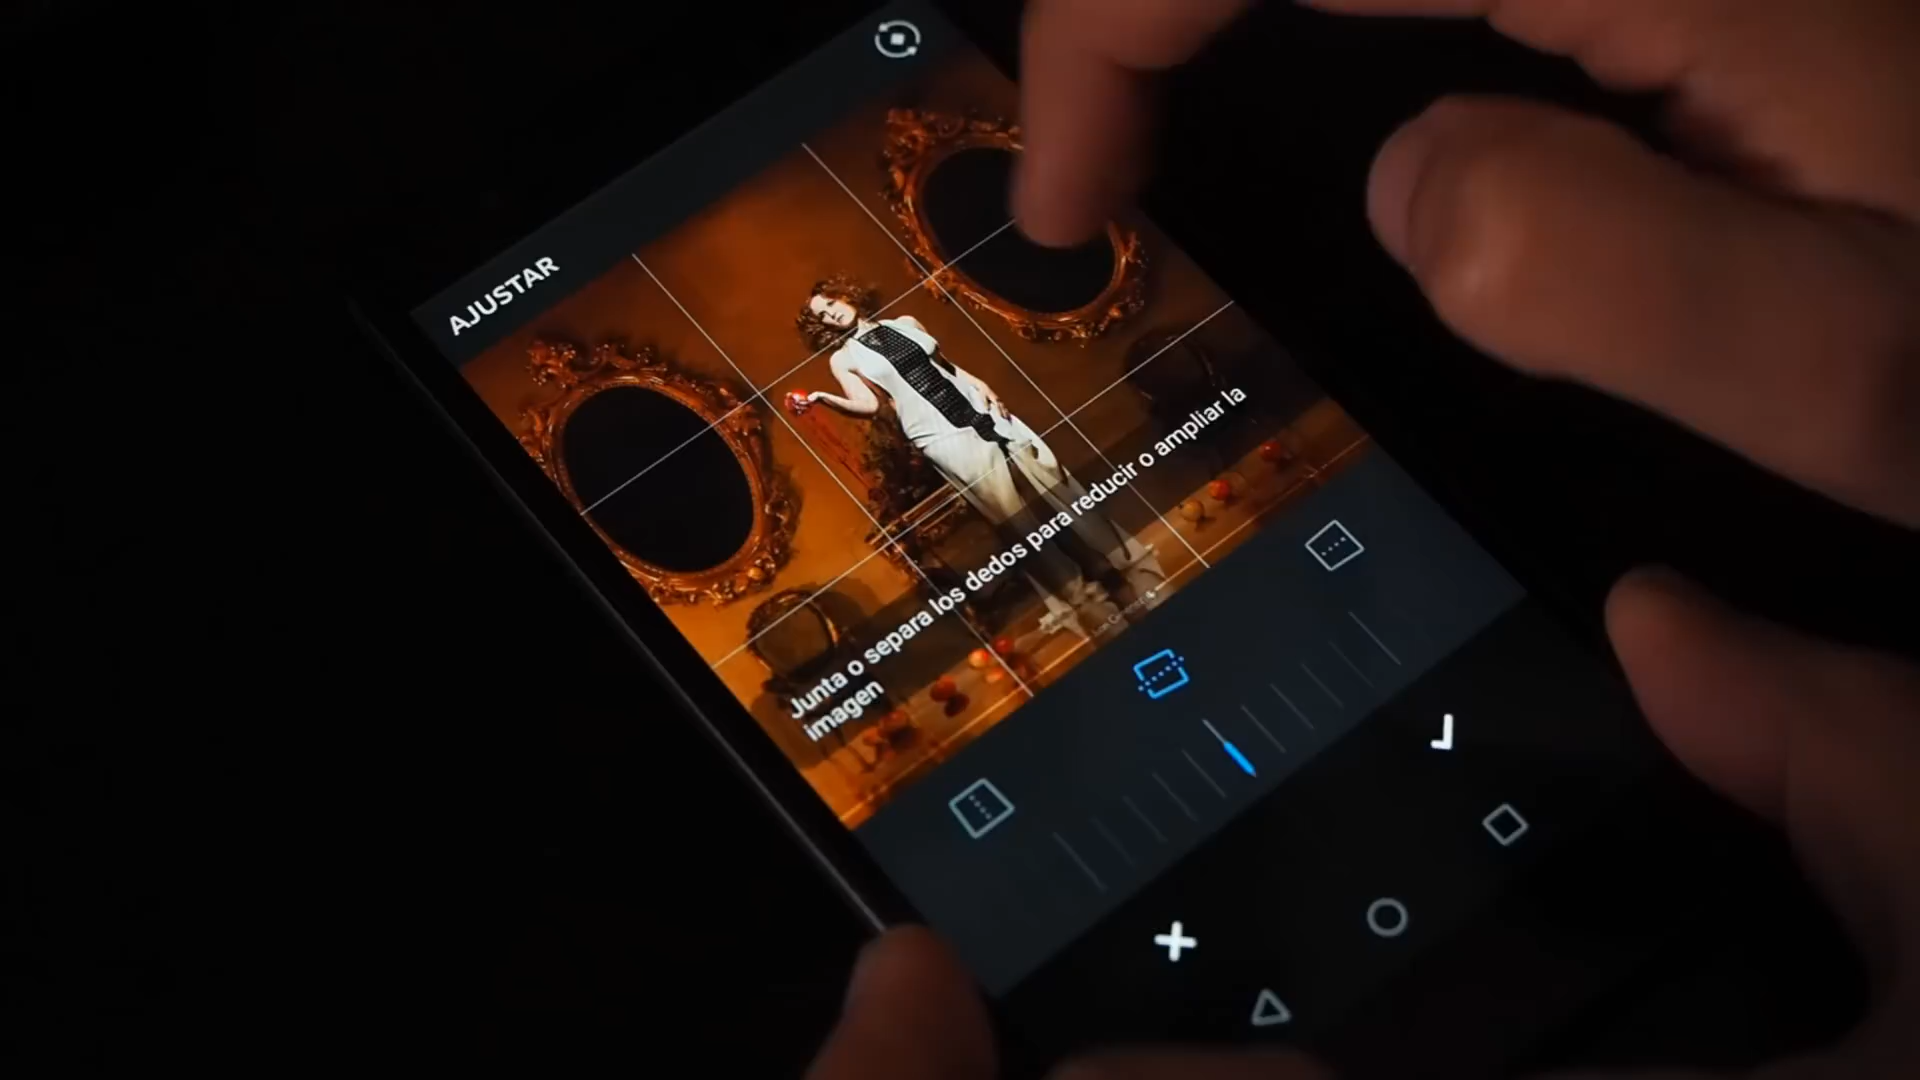 AJUSTAR
Junta o separa los dedos para reducir o ampliar la
imagen